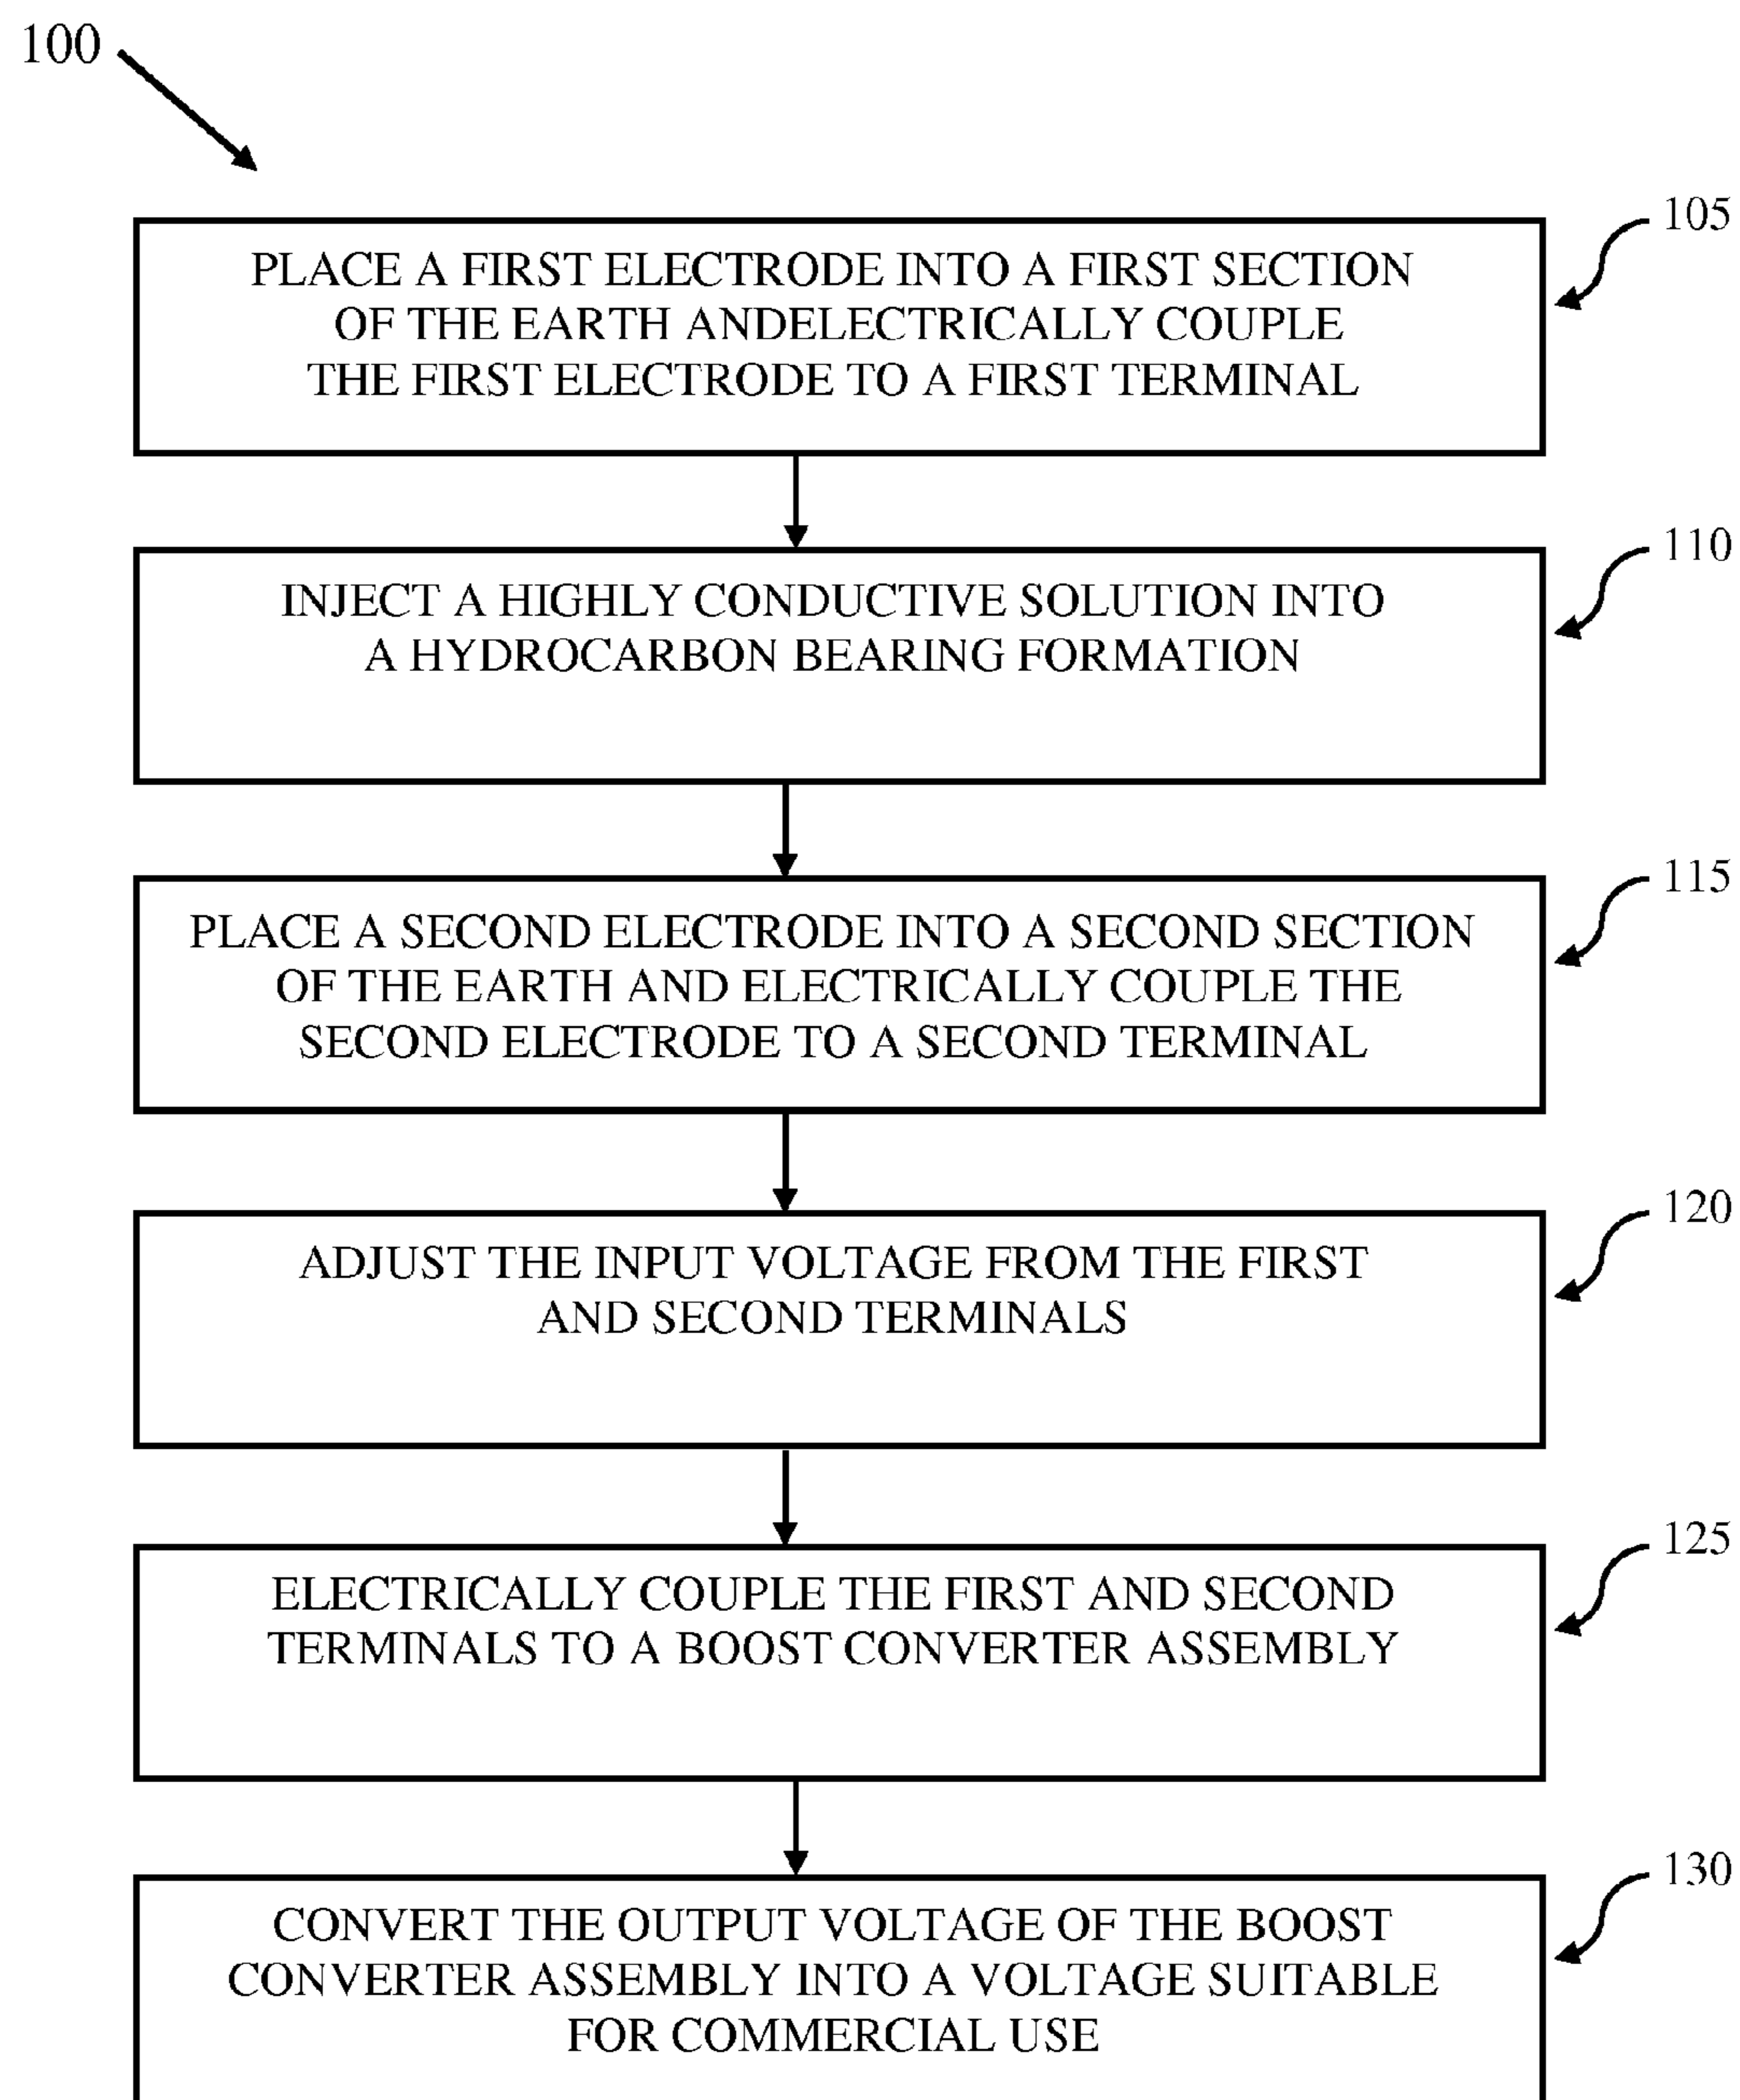 100
105
PLACE A FIRST ELECTRODE INTO A FIRST SECTION
OF THE EARTH ANDELECTRICALLY COUPLE
THE FIRST ELECTRODE TO A FIRST TERMINAL
110
INJECT A HIGHLY CONDUCTIVE SOLUTION INTO
A HYDROCARBON BEARING FORMATION
115
PLACE A SECOND ELECTRODE INTO A SECOND SECTION
OF THE EARTH AND ELECTRICALLY COUPLE THE
SECOND ELECTRODE TO A SECOND TERMINAL
120
ADJUST THE INPUT VOLTAGE FROM THE FIRST
AND SECOND TERMINALS
125
ELECTRICALLY COUPLE THE FIRST AND SECOND
TERMINALS TO A BOOST CONVERTER ASSEMBLY
130
CONVERT THE OUTPUT VOLTAGE OF THE BOOST
CONVERTER ASSEMBLY INTO A VOLTAGE SUITABLE
FOR COMMERCIAL USE